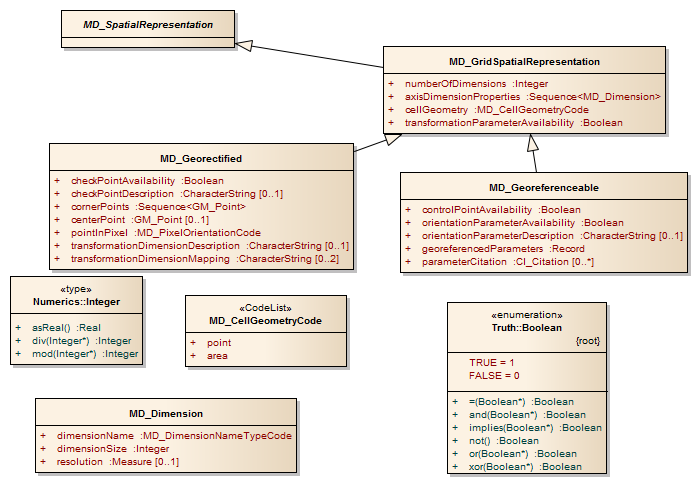 MD_SpatialRepresentation
MD_GridSpatialRepresentation
+ numberOfDimensions :Integer
+ axisDimensionProperties :Sequence<MD_Dimension>
+ cellGeometry :MD_CellGeometryCode
+ transformationParameterAvailability :Boolean
MD_Georectified
+ checkPointAvailability :Boolean
+ checkPointDescription :CharacterString [0..1]
+ cornerPoints :Sequence<GM_Point>
+ centerPoint :GM_Point [0..1]
+ pointInPixel :MD_PixelOrientationCode
+ transformationDimensionDescription :CharacterString [0..1]
+ transformationDimensionMapping :CharacterString [0..2]
MD_Georeferenceable
+ controlPointAvailability :Boolean
+ orientationParameterAvailability :Boolean
+ orientationParameterDescription :CharacterString [0..1]
+ georeferencedParameters :Record
+ parameterCitation :CI_Citation [0..*]
«type»
Numerics::Integer
+ asReal() :Real
+ div(Integer*) :Integer
+ mod(Integer*) :Integer
«CodeList»
MD_CellGeometryCode
+ point
+ area
«enumeration»
Truth::Boolean
{root}
TRUE = 1
FALSE = 0
+ =(Boolean*) :Boolean
+ and(Boolean*) :Boolean
+ implies(Boolean*) :Boolean
+ not() :Boolean
+ or(Boolean*) :Boolean
+ xor(Boolean*) :Boolean
MD_Dimension
+ dimensionName :MD_DimensionNameTypeCode
+ dimensionSize :Integer
+ resolution :Measure [0..1]